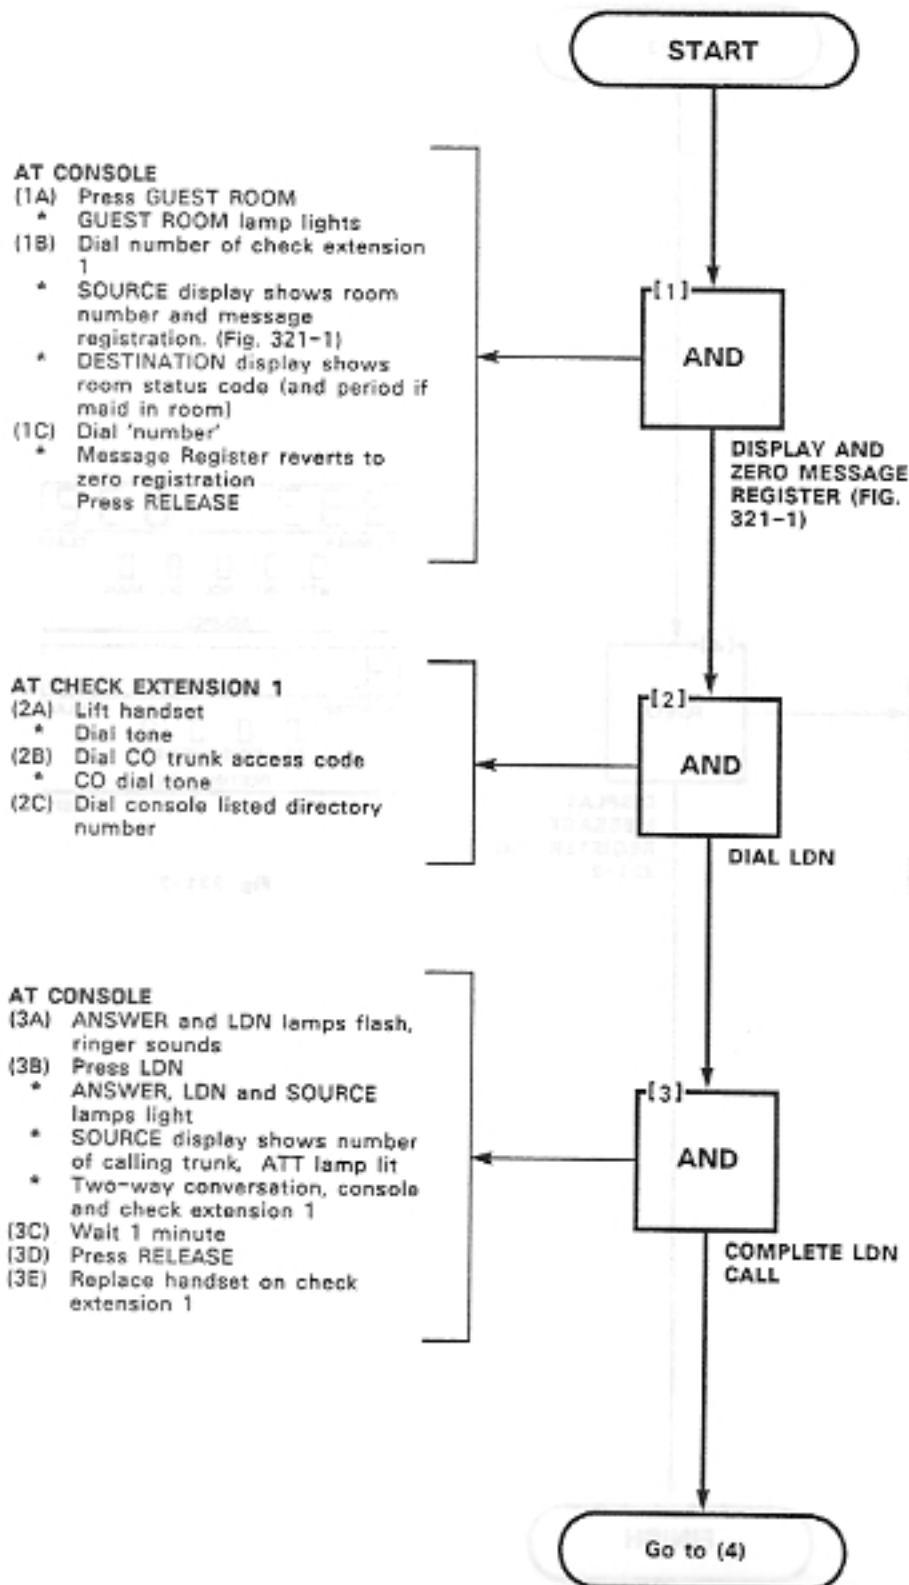 START
AT CONSOLE
(1A) Press GUEST ROOM
* GUEST ROOM lamp lights
(1B) Dial number of check extension
1
* SOURCE display shows room
number and message
registration. (Fig. 321-1)
* DESTINATION display shows
room status code (and period if
maid in room)
(1C) Dial 'number'
* Message Register reverts to
zero registration
Press RELEASE
[1]
AND
DISPLAY AND
ZERO MESSAGE
REGISTER (FIG.
321-1)
AT CHECK EXTENSION 1
(2A) Lift handset
* Dial tone
(2B) Dial CO trunk access code
* CO dial tone
(2C) Dial console listed directory
number
[2]
AND
DIAL LDN
AT CONSOLE
(3A) ANSWER and LDN lamps flash,
ringer sounds
(3B) Press LDN
* ANSWER, LDN and SOURCE
lamps light
* SOURCE display shows number
of calling trunk, ATT lamp lit
* Two-way conversation, console
and check extension 1
(3C) Wait 1 minute
(3D) Press RELEASE
(3E) Replace handset on check
extension 1
[3]
AND
COMPLETE LDN
CALL
Go to (4)